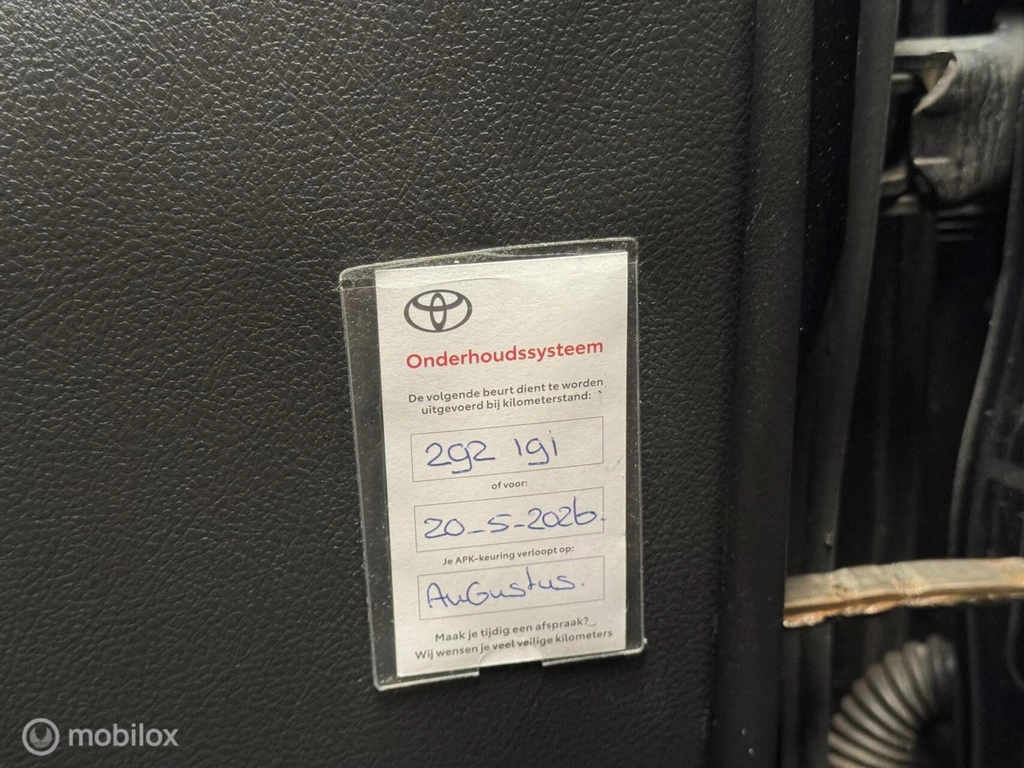 Onderhoudssysteem
De volgende beurt dient te worden
uitgevoerd bij kilometerstand:
292 191
of voor:
20-5-2026.
Je APK-keuring verloopt op:
AuGustus.
Maak je tijdig een afspraak?
Wij wensen je veel veilige kilometers
mobilox